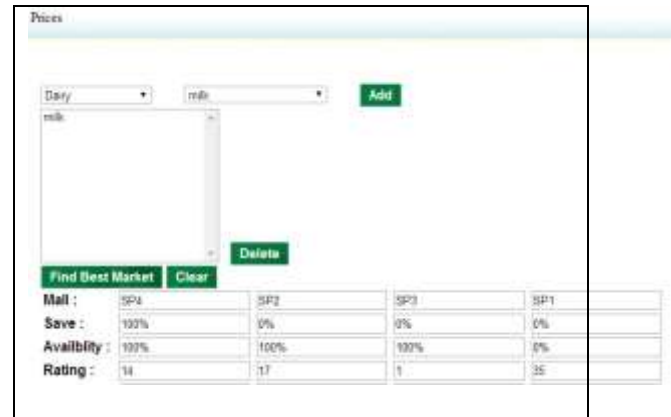 Prices
Dairy milk Add
milk
Delete
Find Best Market Clear
Mall : SP4 SP2 SP3 SP1
Save : 100% 0% 0% 0%
Availblity : 100% 100% 100% 0%
Rating : 14 17 1 35